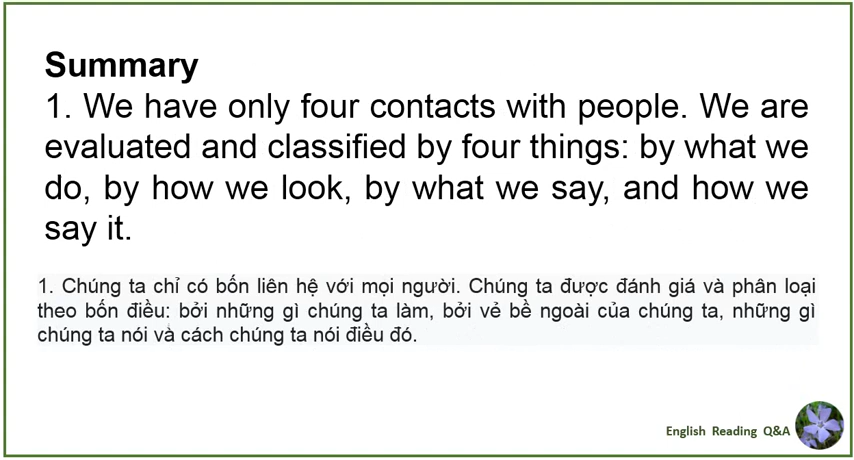 Summary
1. We have only four contacts with people. We are
evaluated and classified by four things: by what we
do, by how we look, by what we say, and how we
say it.
1. Chúng ta chỉ có bốn liên hệ với mọi người. Chúng ta được đánh giá và phân loại
theo bốn điều: bởi những gì chúng ta làm, bởi vẻ bề ngoài của chúng ta, những gì
chúng ta nói và cách chúng ta nói điều đó.
English Reading Q&A